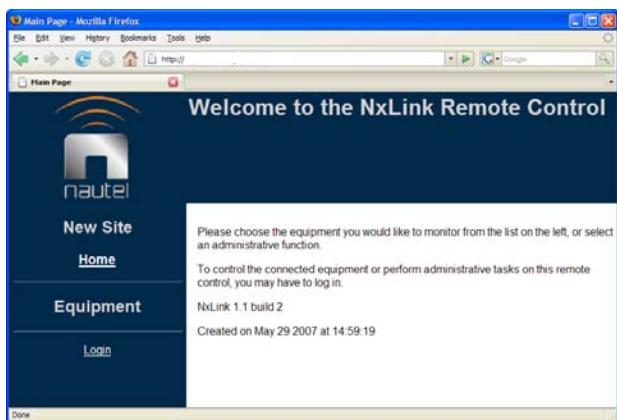 Main Page - Mozilla Firefox
File Edit View History Bookmarks Tools Help
http:// Google
Main Page
Welcome to the NxLink Remote Control
nautel
New Site
Home
Equipment
Login
Please choose the equipment you would like to monitor from the list on the left, or select
an administrative function.
To control the connected equipment or perform administrative tasks on this remote
control, you may have to log in.
NxLink 1.1 build 2
Created on May 29 2007 at 14:59:19
Done